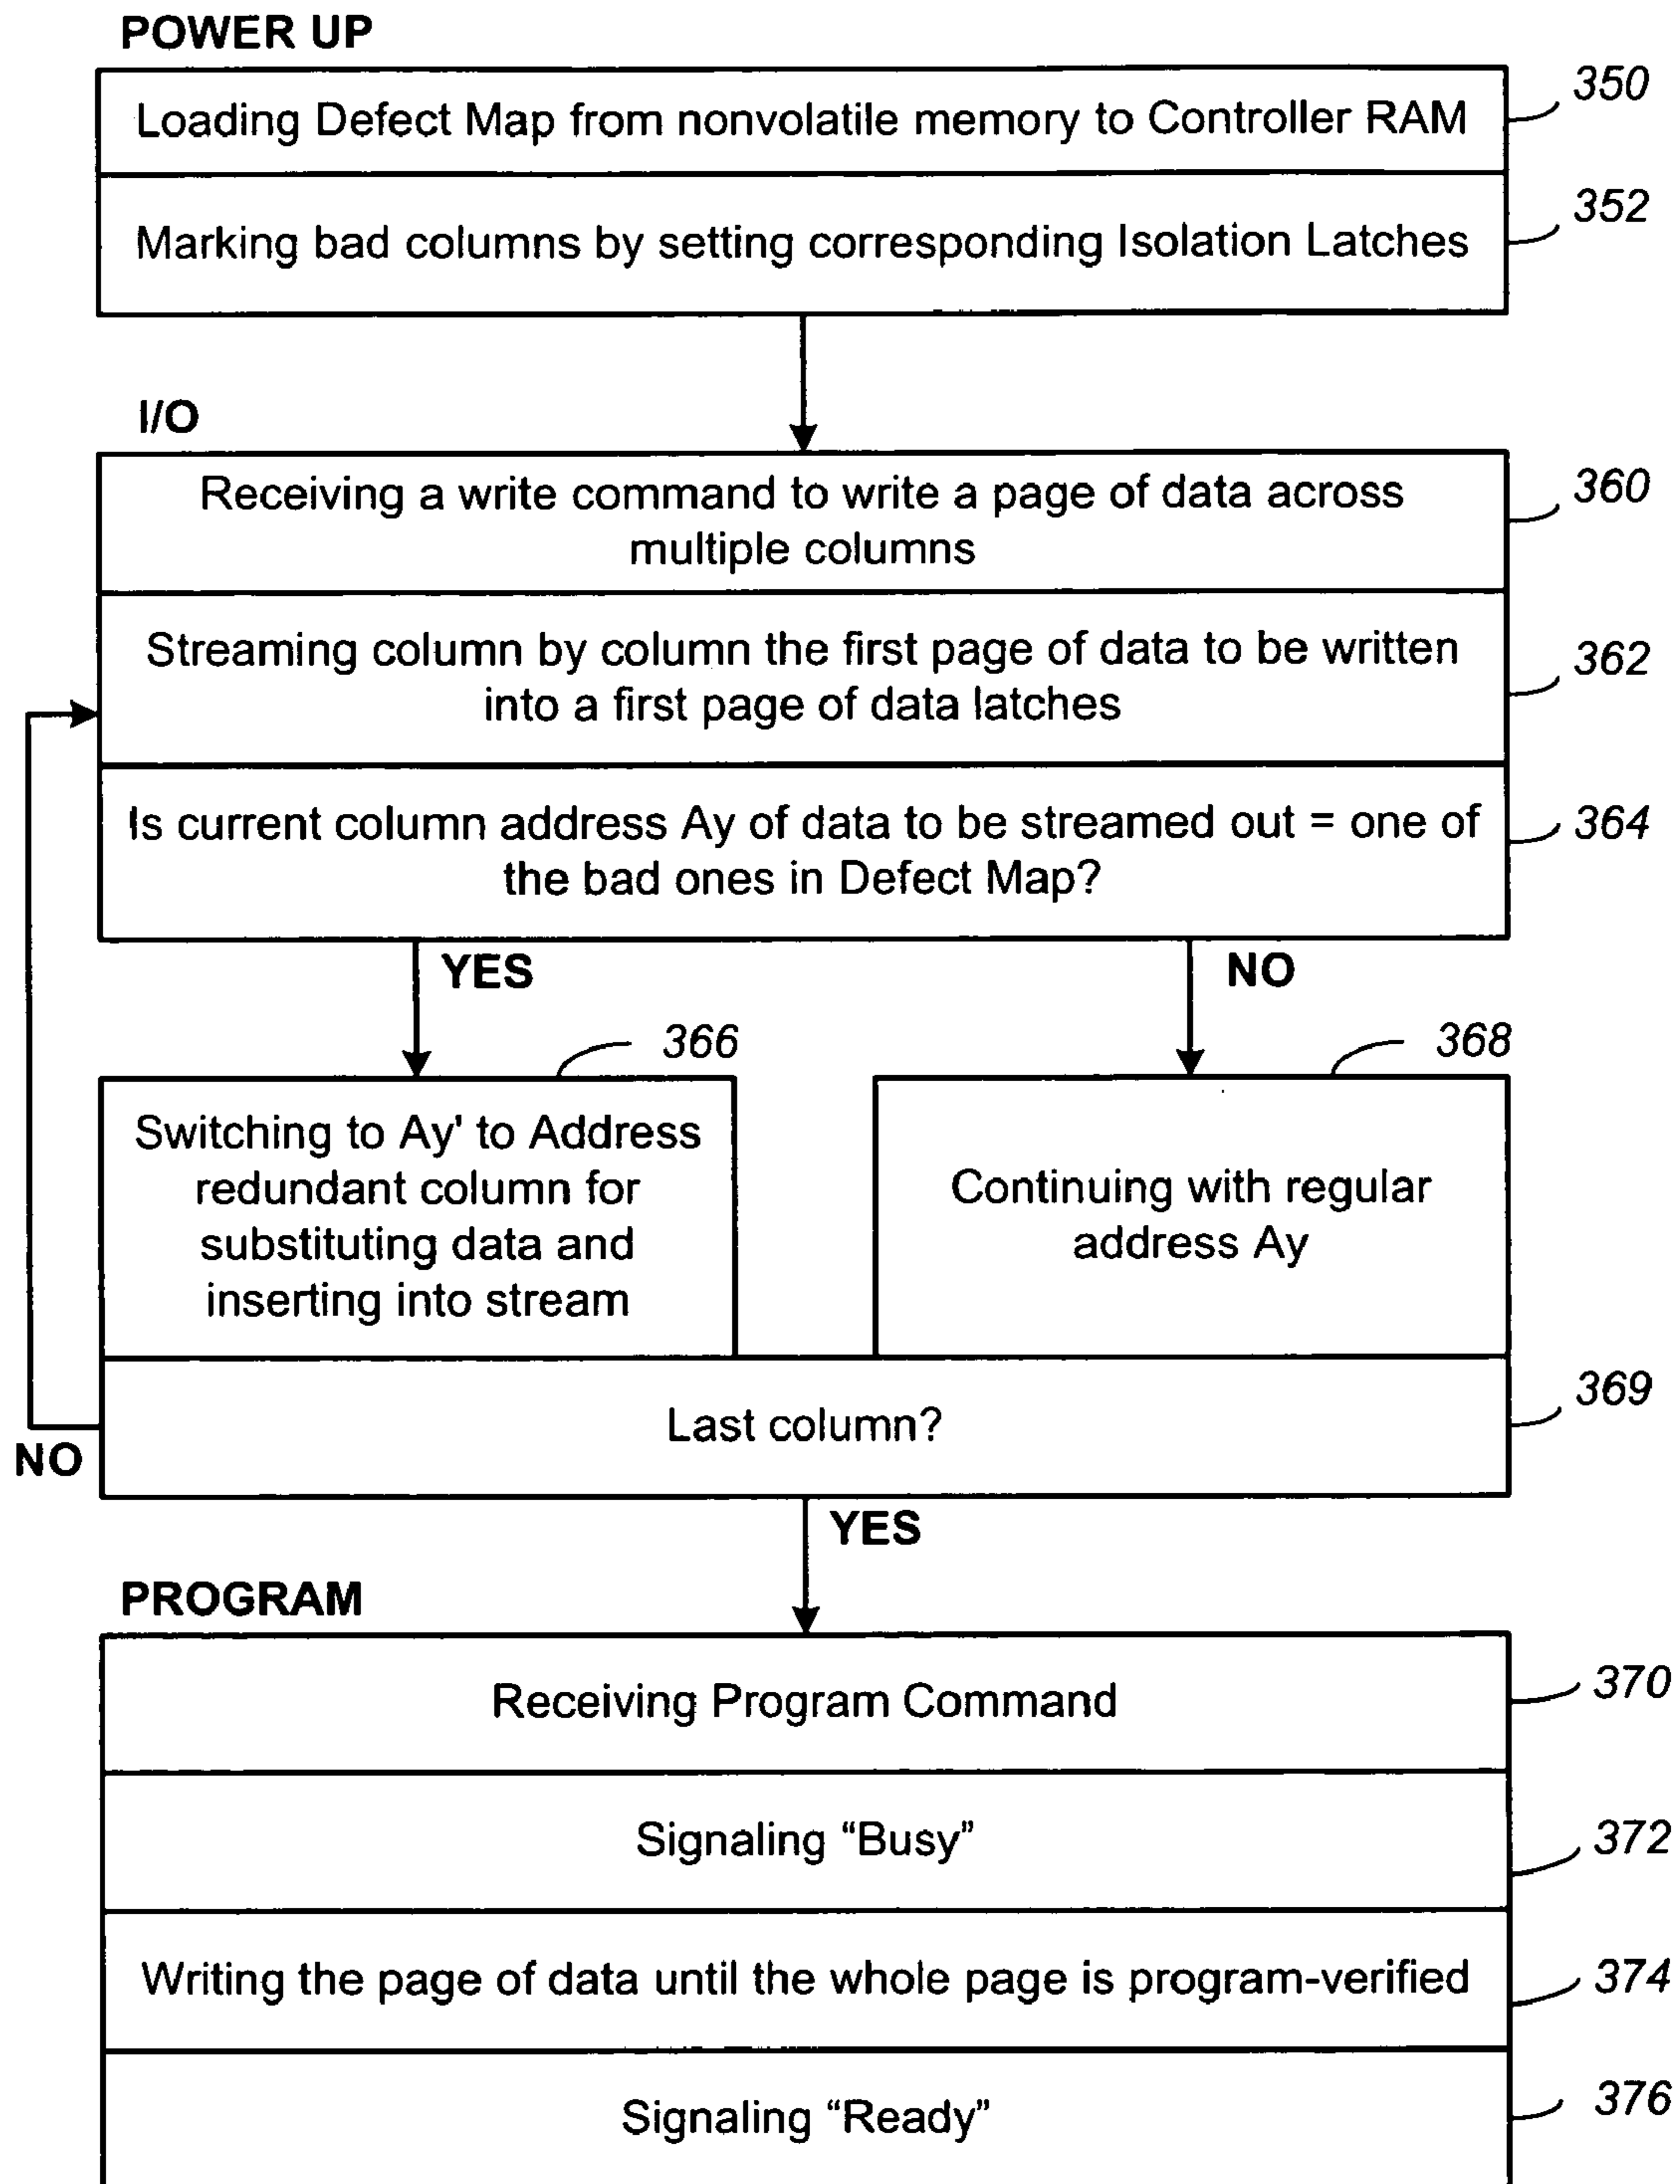 POWER UP
Loading Defect Map from nonvolatile memory to Controller RAM
350
Marking bad columns by setting corresponding Isolation Latches
352
I/O
Receiving a write command to write a page of data across
multiple columns
360
Streaming column by column the first page of data to be written
into a first page of data latches
362
Is current column address Ay of data to be streamed out = one of
the bad ones in Defect Map?
364
YES
NO
366
368
Switching to Ay' to Address
redundant column for
substituting data and
inserting into stream
Continuing with regular
address Ay
Last column?
369
NO
YES
PROGRAM
Receiving Program Command
370
Signaling “Busy”
372
Writing the page of data until the whole page is program-verified
374
Signaling “Ready”
376